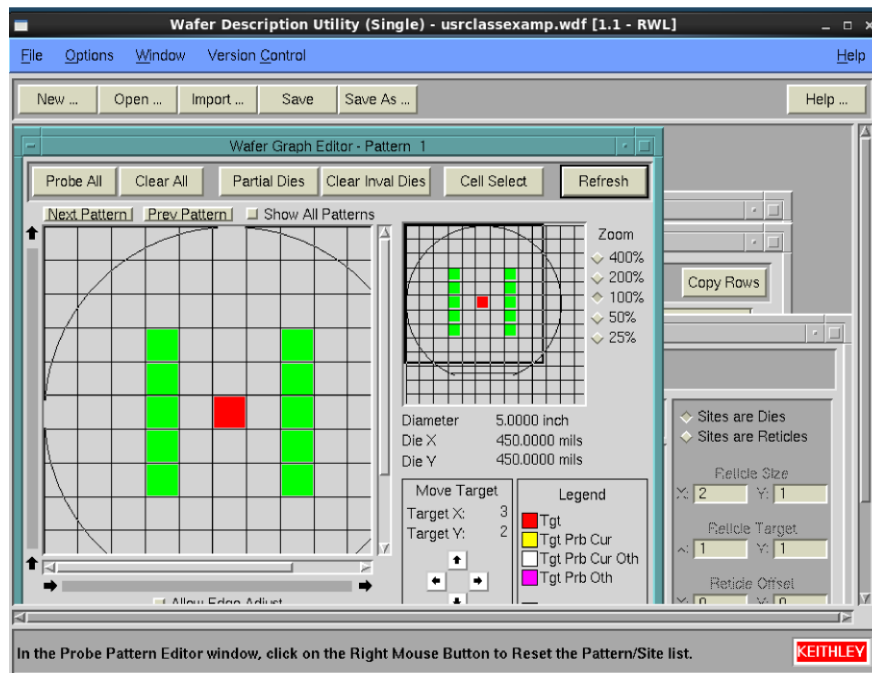 Wafer Description Utility (Single) - usrclassexamp.wdf [1.1 - RWL]
File Options Window Version Control Help
New ... Open ... Import ... Save Save As ... Help ...
Wafer Graph Editor - Pattern 1
Probe All Clear All Partial Dies Clear Inval Dies Cell Select Refresh
Next Pattern Prev Pattern Show All Patterns
Zoom
400%
200%
100%
50%
25%
Copy Rows
Diameter 5.0000 inch
Die X 450.0000 mils
Die Y 450.0000 mils
Sites are Dies
Sites are Reticles
Reticle Size
X: 2 Y: 1
Reticle Target
1 Y: 1
Reticle Offset
X: 0 Y: 0
Move Target
Target X: 3
Target Y: 2
Legend
Tgt
Tgt Prb Cur
Tgt Prb Cur Oth
Tgt Prb Oth
Allow Edge Adjust
In the Probe Pattern Editor window, click on the Right Mouse Button to Reset the Pattern/Site list.
KEITHLEY